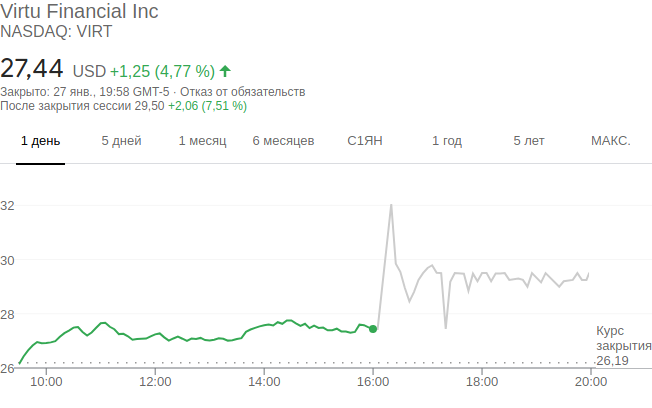 Virtu Financial Inc
NASDAQ: VIRT
27,44 USD +1,25 (4,77 %)
Закрыто: 27 янв., 19:58 GMT-5 · Отказ от обязательств
После закрытия сессии 29,50 +2,06 (7,51 %)
1 день 5 дней 1 месяц 6 месяцев С1ЯН 1 год 5 лет МАКС.
32
30
28
Курс
закрытия
26,19
26
10:00 12:00 14:00 16:00 18:00 20:00